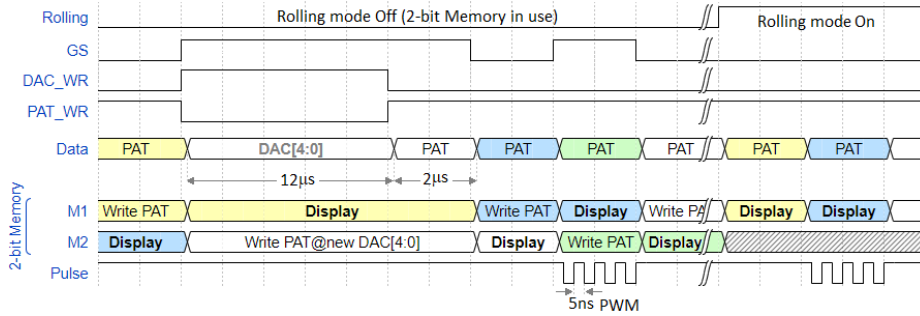 Rolling
Rolling mode Off (2-bit Memory in use)
Rolling mode On
GS
DAC_WR
PAT_WR
Data PAT DAC[4:0] PAT PAT PAT PAT PAT PAT
12µs 2µs
2-bit Memory
M1 Write PAT Display Write PAT Display Write PA Display Display
M2 Display Write PAT@new DAC[4:0] Display Write PAT Display
Pulse
5ns PWM